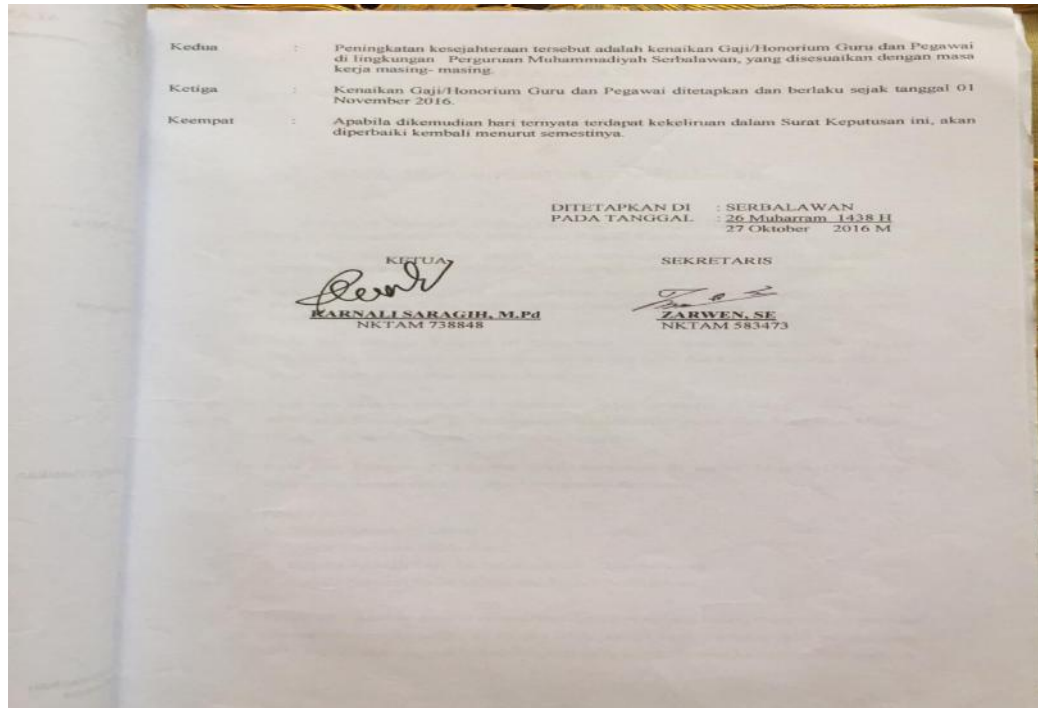 Kedua : Peningkatan kesejahteraan tersebut adalah kenaikan Gaji/Honorium Guru dan Pegawai
di lingkungan Perguruan Muhammadiyah Serbalawan, yang disesuaikan dengan masa
kerja masing- masing.
Ketiga : Kenaikan Gaji/Honorium Guru dan Pegawai ditetapkan dan berlaku sejak tanggal 01
November 2016.
Keempat : Apabila dikemudian hari ternyata terdapat kekeliruan dalam Surat Keputusan ini, akan
diperbaiki kembali menurut semestinya.
DITETAPKAN DI : SERBALAWAN
PADA TANGGAL : 26 Muharram 1438 H
27 Oktober 2016 M
KETUA SEKRETARIS
KARNALI SARAGIH, M.Pd ZARWEN, SE
NKTAM 738848 NKTAM 583473